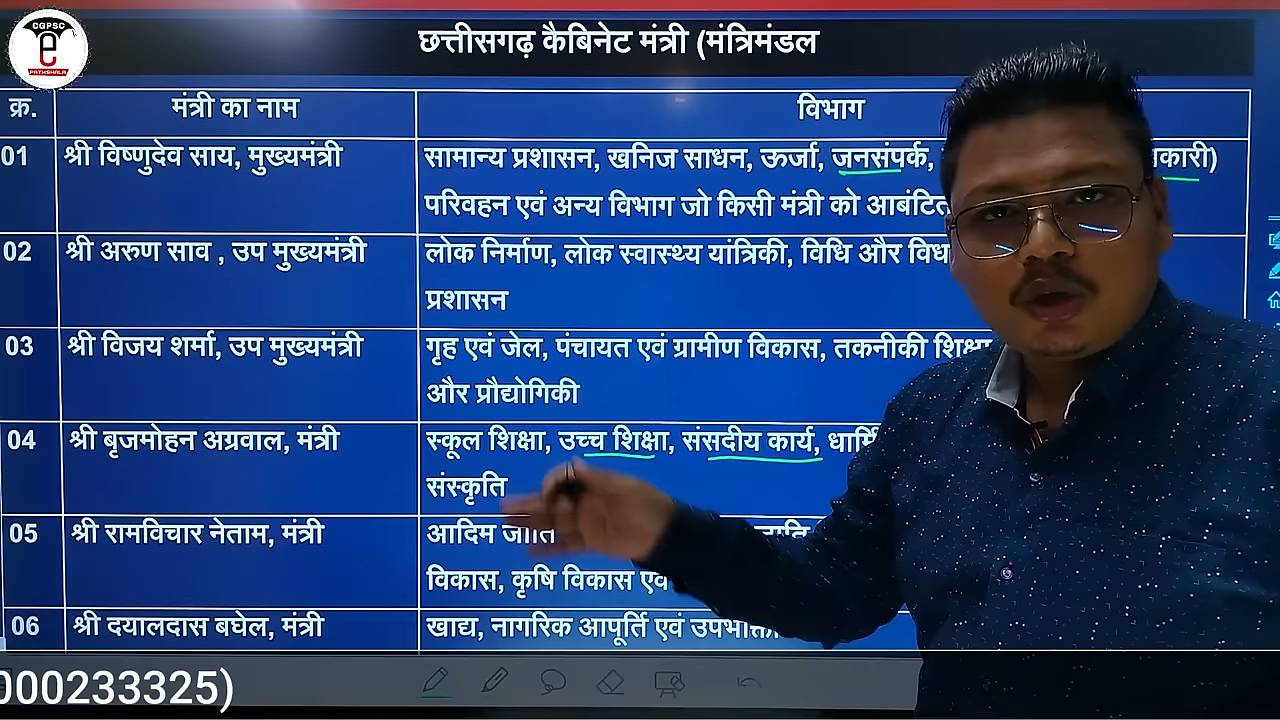 CGPSC
e
PATHSHALA
छत्तीसगढ़ कैबिनेट मंत्री (मंत्रिमंडल
क्र. मंत्री का नाम विभाग
01 श्री विष्णुदेव साय, मुख्यमंत्री सामान्य प्रशासन, खनिज साधन, ऊर्जा, जनसंपर्क, कारी)
परिवहन एवं अन्य विभाग जो किसी मंत्री को
02 श्री अरुण साव , उप मुख्यमंत्री लोक निर्माण, लोक स्वास्थ्य यांत्रिकी, विधि और
प्रशासन
03 श्री विजय शर्मा, उप मुख्यमंत्री गृह एवं जेल, पंचायत एवं ग्रामीण विकास, तकनीकी शिक्षा
और प्रौद्योगिकी
04 श्री बृजमोहन अग्रवाल, मंत्री स्कूल शिक्षा, उच्च शिक्षा, संसदीय कार्य,
संस्कृति
05 श्री रामविचार नेताम, मंत्री आदिम जाति
विकास, कृषि विकास एवं
06 श्री दयालदास बघेल, मंत्री खाद्य, नागरिक आपूर्ति एवं उपभोक्ता
000233325)